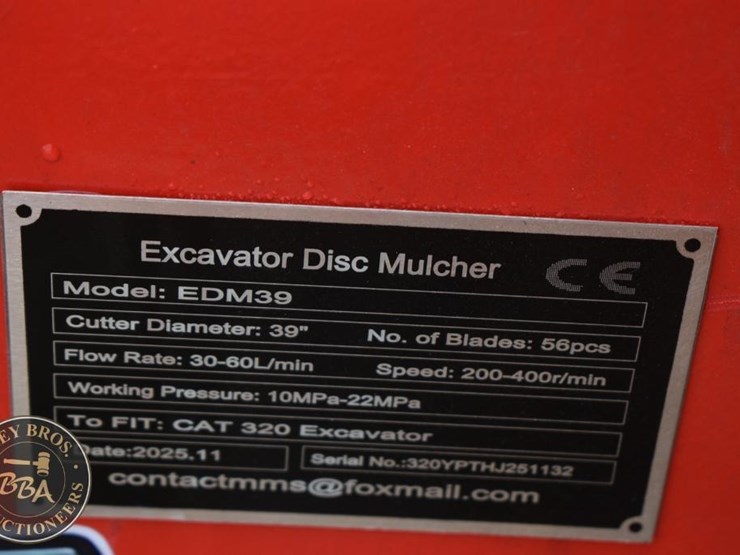 Excavator Disc Mulcher CE
Model: EDM39
Cutter Diameter: 39" No. of Blades: 56pcs
Flow Rate: 30-60L/min Speed: 200-400r/min
Working Pressure: 10MPa-22MPa
To FIT: CAT 320 Excavator
Date:2025.11 Serial No.:320YPTHJ251132
contactmms@foxmail.com
BROS.
BBA